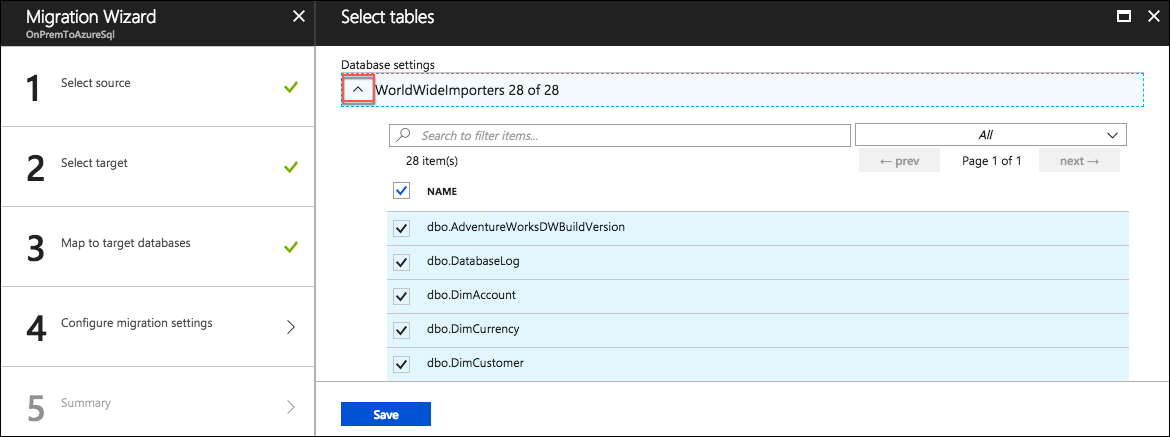 Migration Wizard
OnPremToAzureSql
1 Select source
2 Select target
3 Map to target databases
4 Configure migration settings
5 Summary
Select tables
Database settings
WorldWideImporters 28 of 28
Search to filter items...
All
28 item(s)
← prev
Page 1 of 1
next →
NAME
dbo.AdventureWorksDWBuildVersion
dbo.DatabaseLog
dbo.DimAccount
dbo.DimCurrency
dbo.DimCustomer
Save